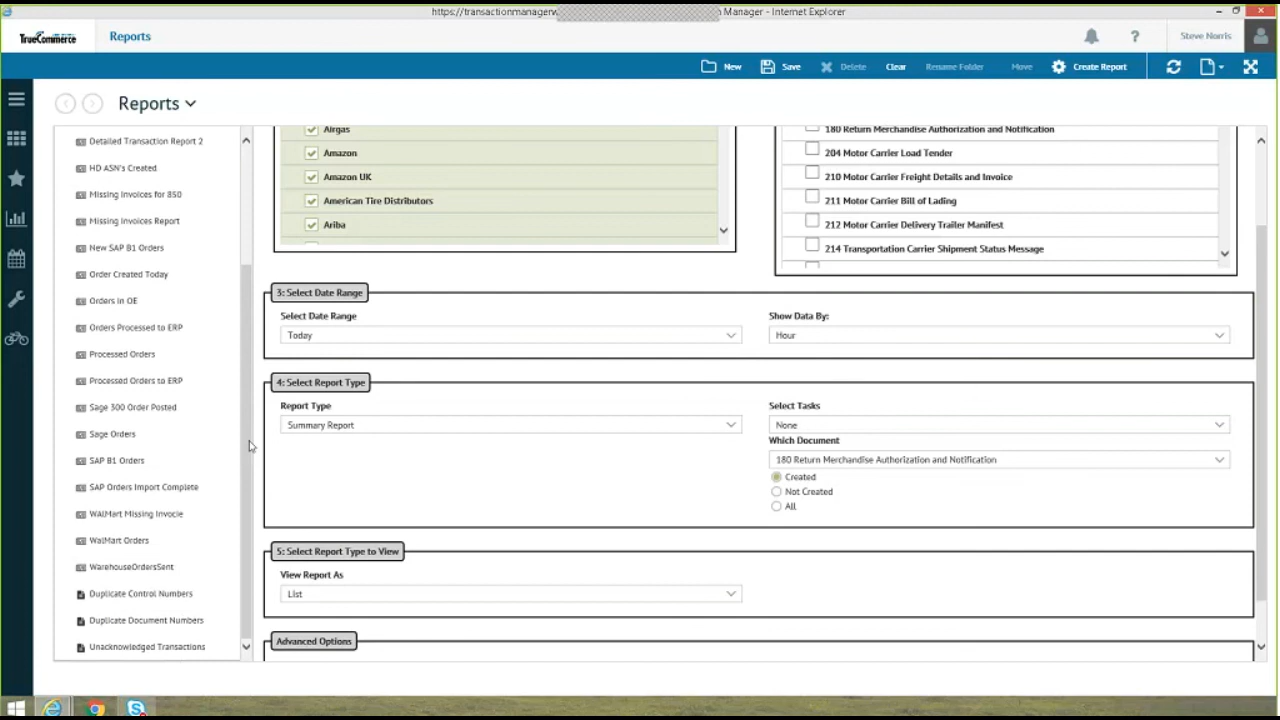 https://transactionmanagerw Manager - Internet Explorer
TrueCommerce
Reports
?
Steve Norris
New
Save
Delete
Clear
Rename Folder
Move
Create Report
Reports
Detailed Transaction Report 2
HD ASN's Created
Missing Invoices for 850
Missing Invoices Report
New SAP B1 Orders
Order Created Today
Orders in OE
Orders Processed to ERP
Processed Orders
Processed Orders to ERP
Sage 300 Order Posted
Sage Orders
SAP B1 Orders
SAP Orders Import Complete
WAlMart Missing Invocie
WalMart Orders
WarehouseOrdersSent
Duplicate Control Numbers
Duplicate Document Numbers
Unacknowledged Transactions
Airgas
Amazon
Amazon UK
American Tire Distributors
Ariba
180 Return Merchandise Authorization and Notification
204 Motor Carrier Load Tender
210 Motor Carrier Freight Details and Invoice
211 Motor Carrier Bill of Lading
212 Motor Carrier Delivery Trailer Manifest
214 Transportation Carrier Shipment Status Message
3: Select Date Range
Select Date Range
Today
Show Data By:
Hour
4: Select Report Type
Report Type
Summary Report
Select Tasks
None
Which Document
180 Return Merchandise Authorization and Notification
Created
Not Created
All
5: Select Report Type to View
View Report As
List
Advanced Options